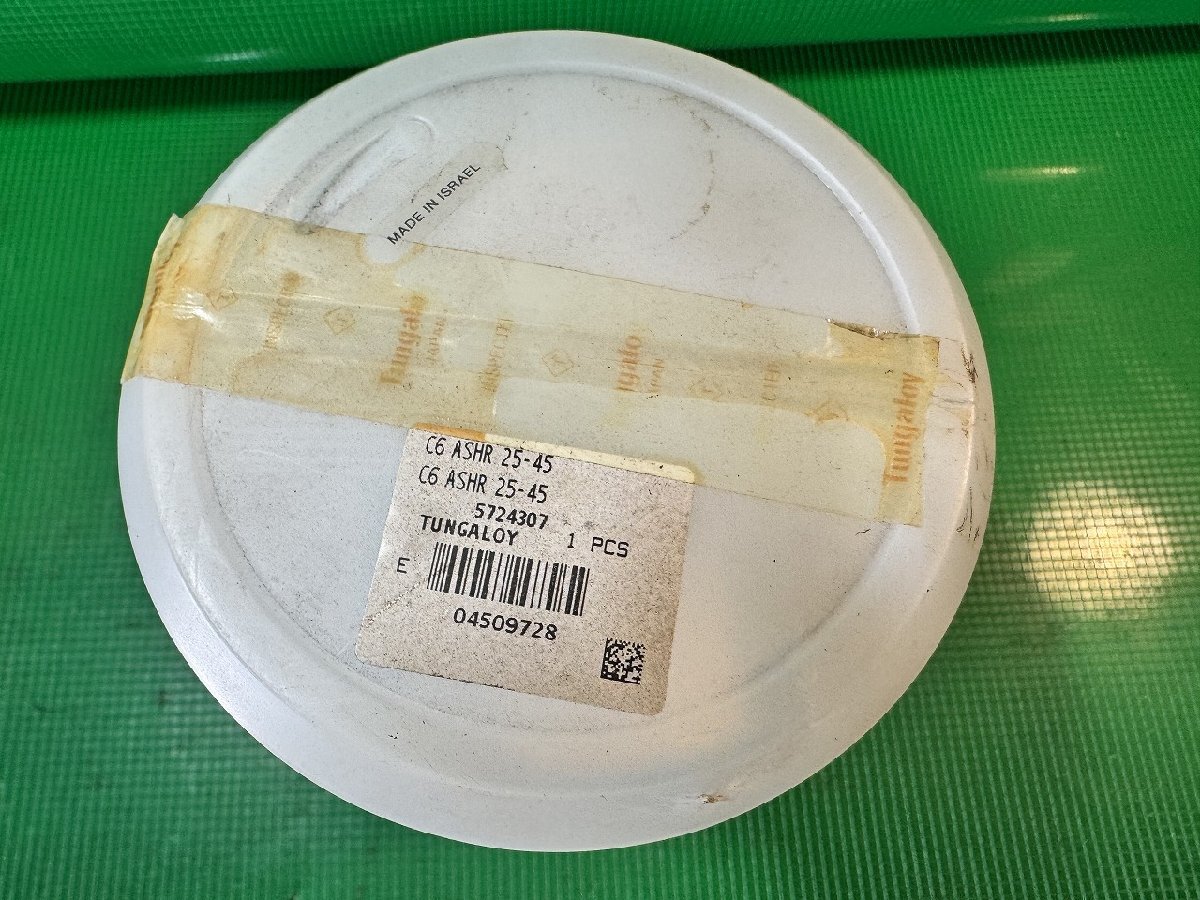 MADE IN ISRAEL
Tungaloy
Tungaloy
C6 ASHR 25-45
C6 ASHR 25-45
5724307
TUNGALOY 1 PCS
E
04509728